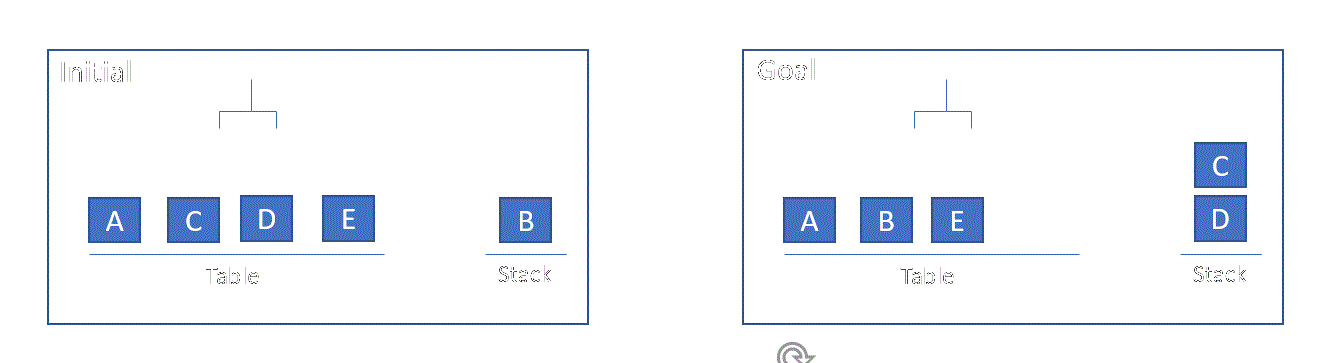 Initial
A C D E B
Table Stack
Goal
C
A B E D
Table Stack